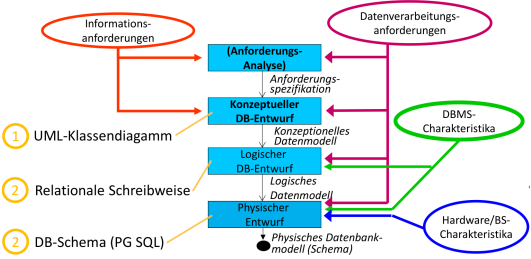 Informations-
anforderungen
Datenverarbeitungs-
anforderungen
(Anforderungs-
Analyse)
Anforderungs-
spezifikation
Konzeptueller
DB-Entwurf
DBMS-
Charakteristika
1 UML-Klassendiagamm
Konzeptionelles
Datenmodell
Logischer
DB-Entwurf
2 Relationale Schreibweise
Logisches
Datenmodell
Physischer
Entwurf
Hardware/BS-
Charakteristika
2 DB-Schema (PG SQL)
Physisches Datenbank-
modell (Schema)